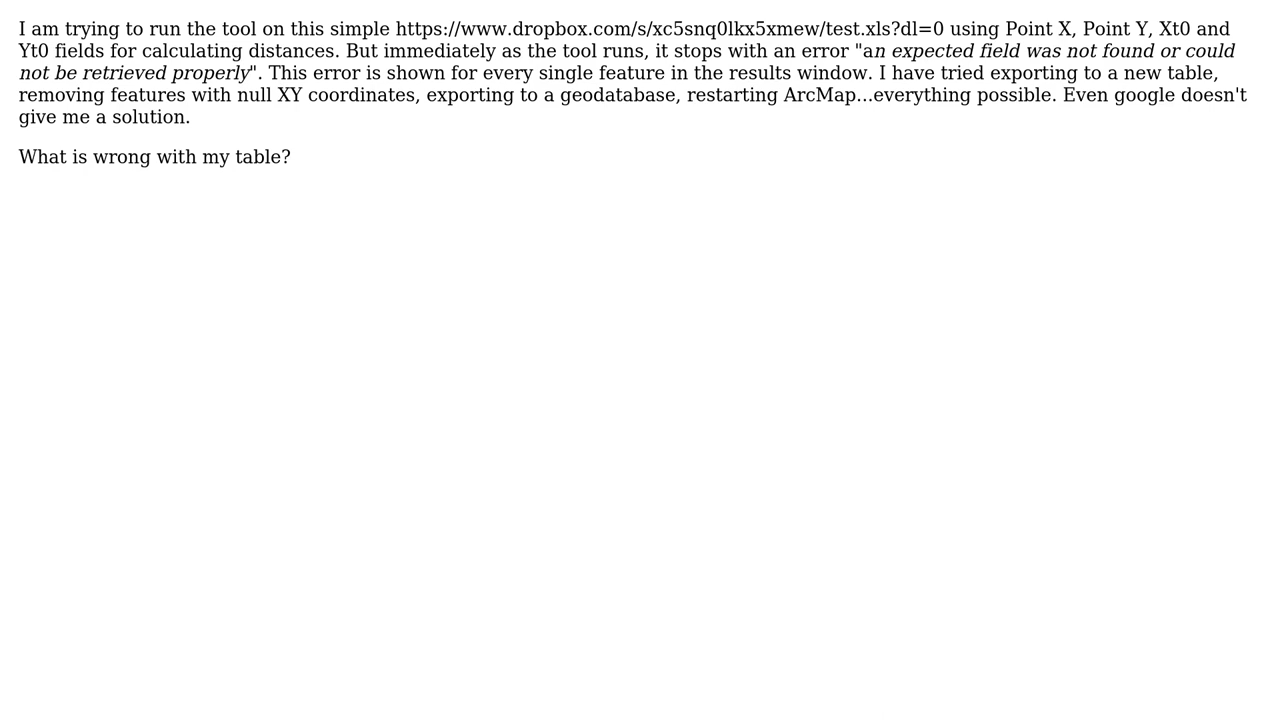 I am trying to run the tool on this simple https://www.dropbox.com/s/xc5snq0lkx5xmew/test.xls?dl=0 using Point X, Point Y, Xt0 and
Yt0 fields for calculating distances. But immediately as the tool runs, it stops with an error "an expected field was not found or could
not be retrieved properly". This error is shown for every single feature in the results window. I have tried exporting to a new table,
removing features with null XY coordinates, exporting to a geodatabase, restarting ArcMap...everything possible. Even google doesn't
give me a solution.
What is wrong with my table?